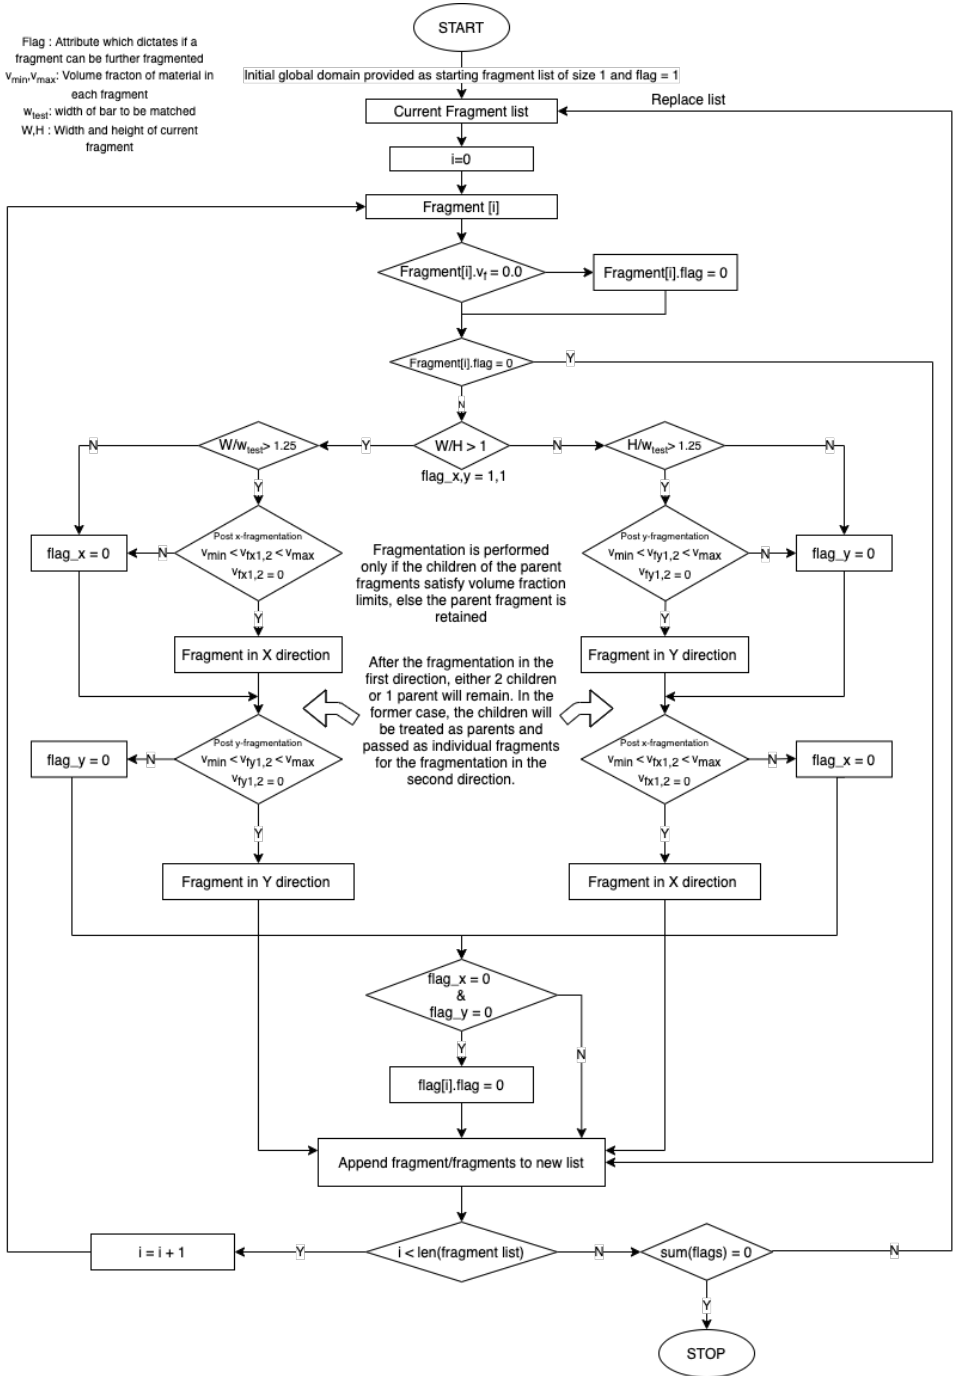 START
Flag : Attribute which dictates if a
fragment can be further fragmented
vmin,vmax: Volume fracton of material in
each fragment
wtest: width of bar to be matched
W,H : Width and height of current
fragment
Initial global domain provided as starting fragment list of size 1 and flag = 1
Replace list
Current Fragment list
i=0
Fragment [i]
Fragment[i].vf = 0.0
Fragment[i].flag = 0
Fragment[i].flag = 0
Y
N
N
W/wtest> 1.25
Y
W/H > 1
N
H/wtest> 1.25
N
flag_x,y = 1,1
Y
Y
flag_x = 0
N
Post x-fragmentation
vmin < vfx1,2 < vmax
vfx1,2 = 0
Fragmentation is performed
only if the children of the parent
fragments satisfy volume fraction
limits, else the parent fragment is
retained
Post y-fragmentation
vmin < vfy1,2 < vmax
vfy1,2 = 0
N
flag_y = 0
Y
Y
Fragment in X direction
Fragment in Y direction
After the fragmentation in the
first direction, either 2 children
or 1 parent will remain. In the
former case, the children will
be treated as parents and
passed as individual fragments
for the fragmentation in the
second direction.
flag_y = 0
N
Post y-fragmentation
vmin < vfy1,2 < vmax
vfy1,2 = 0
Post x-fragmentation
vmin < vfx1,2 < vmax
vfx1,2 = 0
N
flag_x = 0
Y
Y
Fragment in Y direction
Fragment in X direction
flag_x = 0
&
flag_y = 0
Y
N
flag[i].flag = 0
Append fragment/fragments to new list
i = i + 1
Y
i < len(fragment list)
N
sum(flags) = 0
N
Y
STOP